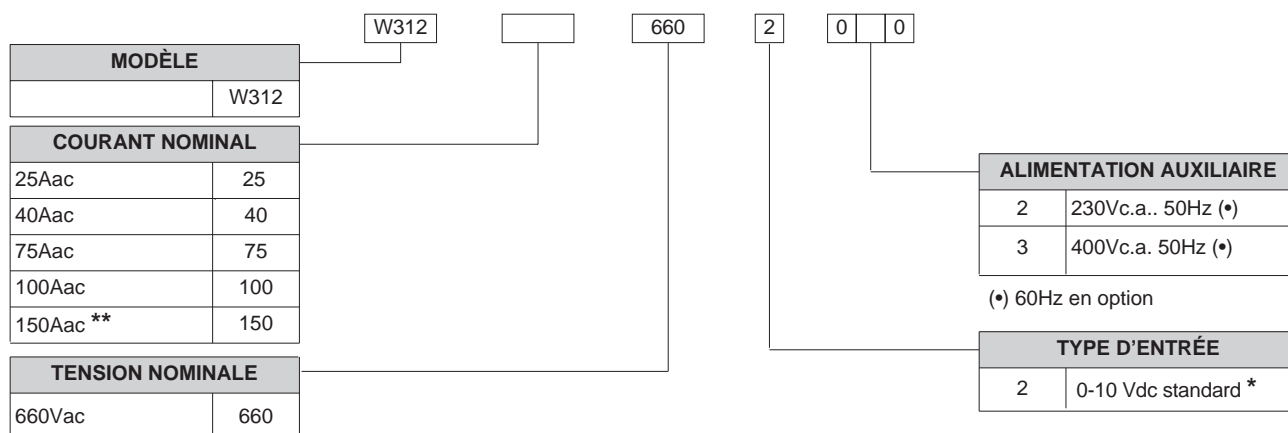 W312 660 2 0 0
MODÈLE
W312
COURANT NOMINAL
25Aac 25
40Aac 40
75Aac 75
100Aac 100
150Aac ** 150
TENSION NOMINALE
660Vac 660
ALIMENTATION AUXILIAIRE
2 230Vc.a.. 50Hz (•)
3 400Vc.a. 50Hz (•)
(•) 60Hz en option
TYPE D’ENTRÉE
2 0-10 Vdc standard *